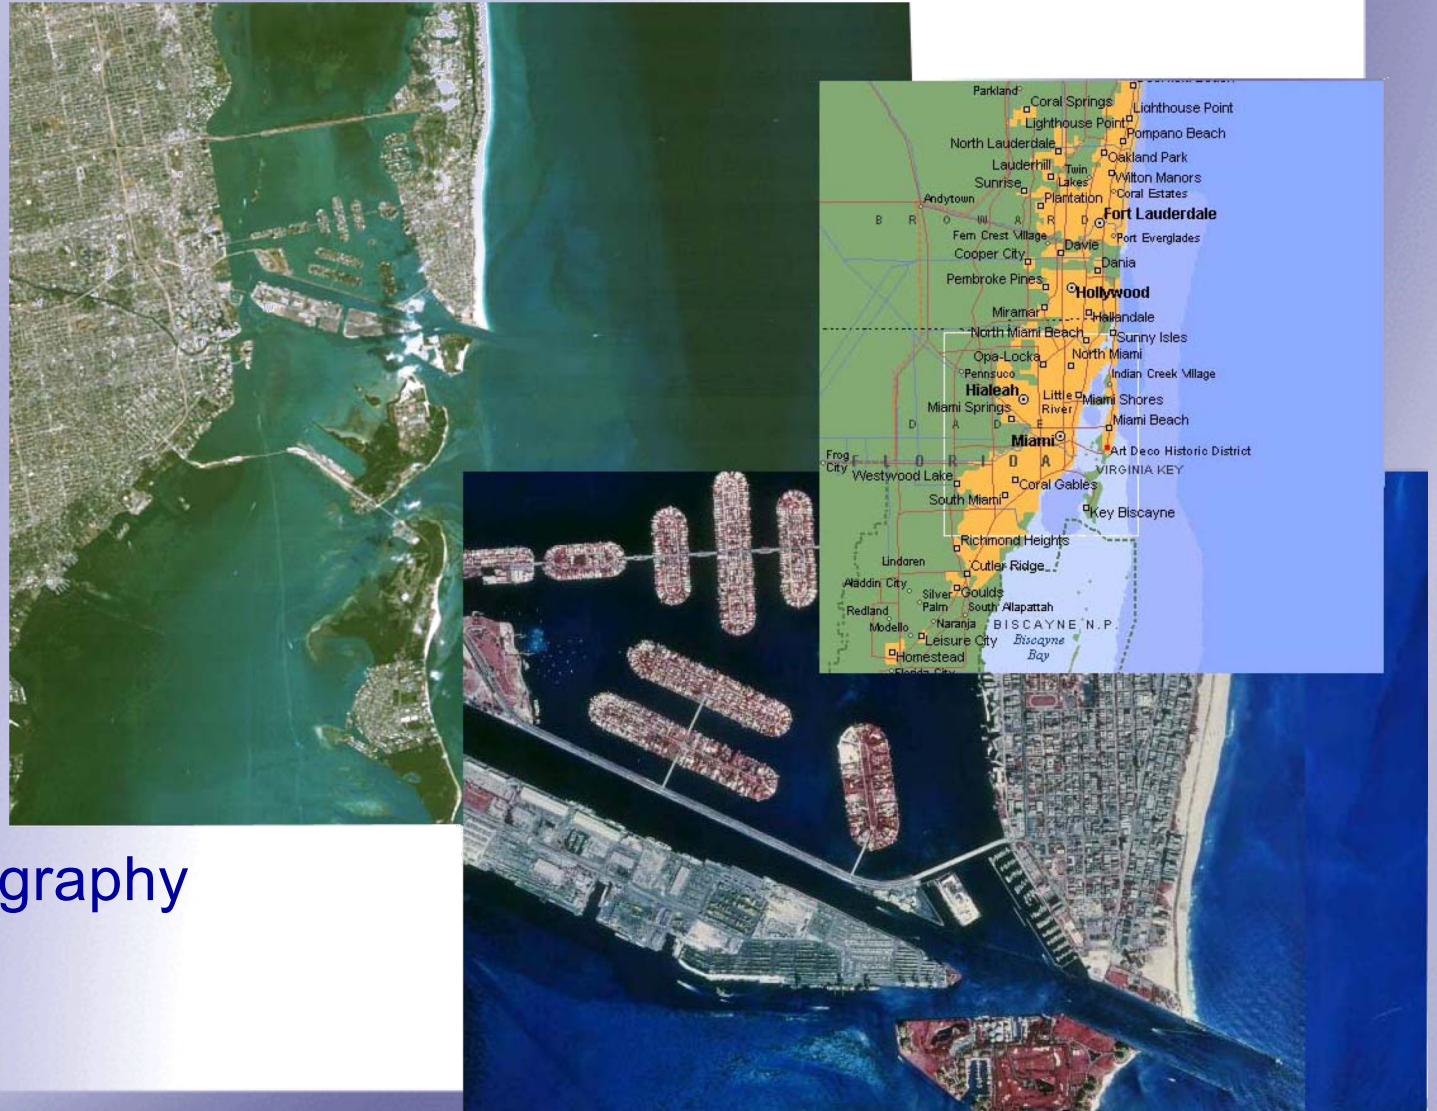 Parkland
Coral Springs
Lighthouse Point
Lighthouse Point
Pompano Beach
North Lauderdale
Oakland Park
Lauderhill
Twin
Lakes
Wilton Manors
Sunrise
Coral Estates
Andytown
Plantation
BROWARD
Fort Lauderdale
Fern Crest Village
Port Everglades
Davie
Cooper City
Dania
Pembroke Pines
Hollywood
Miramar
Hallandale
North Miami Beach
Sunny Isles
Opa-Locka
North Miami
Pennsuco
Indian Creek Village
Hialeah
Little
River
Miami Shores
Miami Springs
Miami Beach
DADE
Miami
Art Deco Historic District
Frog
City
FLORIDA
VIRGINIA KEY
Westwood Lake
Coral Gables
South Miami
Key Biscayne
Richmond Heights
Lindgren
Cutler Ridge
Aladdin City
Silver
Palm
Goulds
Redland
South Allapattah
Modello
Naranja
BISCAYNE N.P.
Leisure City
Biscayne
Bay
Homestead
Florida City
graphy